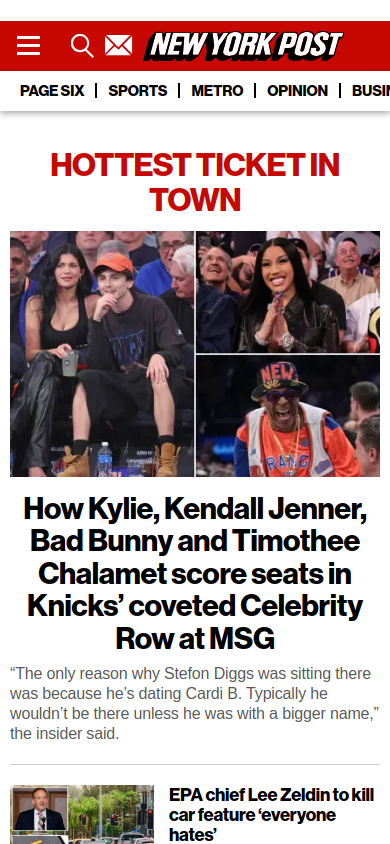 NEW YORK POST
PAGE SIX
SPORTS
METRO
OPINION
BUSI
HOTTEST TICKET IN
TOWN
NEW
How Kylie, Kendall Jenner,
Bad Bunny and Timothee
Chalamet score seats in
Knicks’ coveted Celebrity
Row at MSG
“The only reason why Stefon Diggs was sitting there
was because he’s dating Cardi B. Typically he
wouldn’t be there unless he was with a bigger name,”
the insider said.
EPA chief Lee Zeldin to kill
car feature ‘everyone
hates’